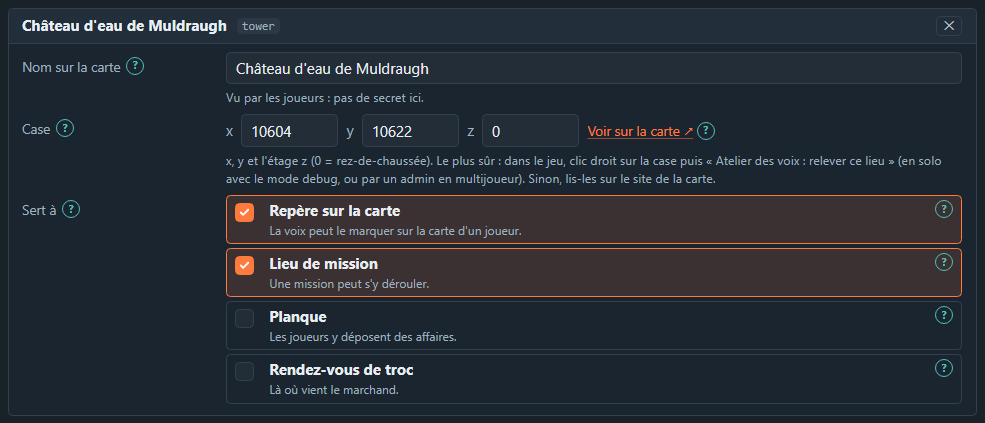 Château d'eau de Muldraugh tower
Nom sur la carte ?
Château d'eau de Muldraugh
Vu par les joueurs : pas de secret ici.
Case ?
x 10604 y 10622 z 0 Voir sur la carte ↗ ?
x, y et l'étage z (0 = rez-de-chaussée). Le plus sûr : dans le jeu, clic droit sur la case puis « Atelier des voix : relever ce lieu » (en solo
avec le mode debug, ou par un admin en multijoueur). Sinon, lis-les sur le site de la carte.
Sert à ?
Repère sur la carte ?
La voix peut le marquer sur la carte d'un joueur.
Lieu de mission ?
Une mission peut s'y dérouler.
Planque ?
Les joueurs y déposent des affaires.
Rendez-vous de troc ?
Là où vient le marchand.